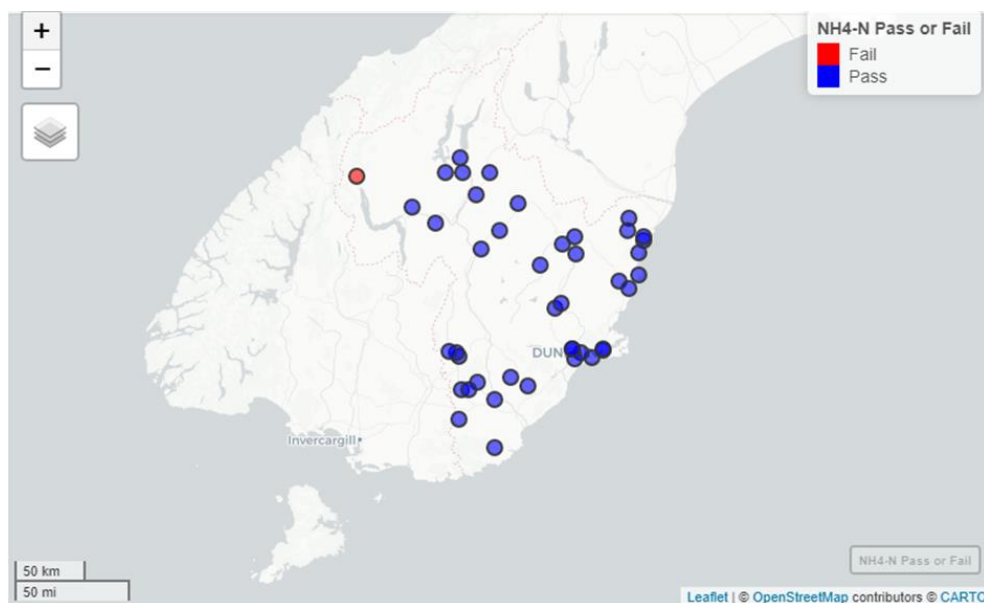 +
−
NH4-N Pass or Fail
Fail
Pass
DUN
Invercargill
50 km
50 mi
NH4-N Pass or Fail
Leaflet | © OpenStreetMap contributors © CARTO